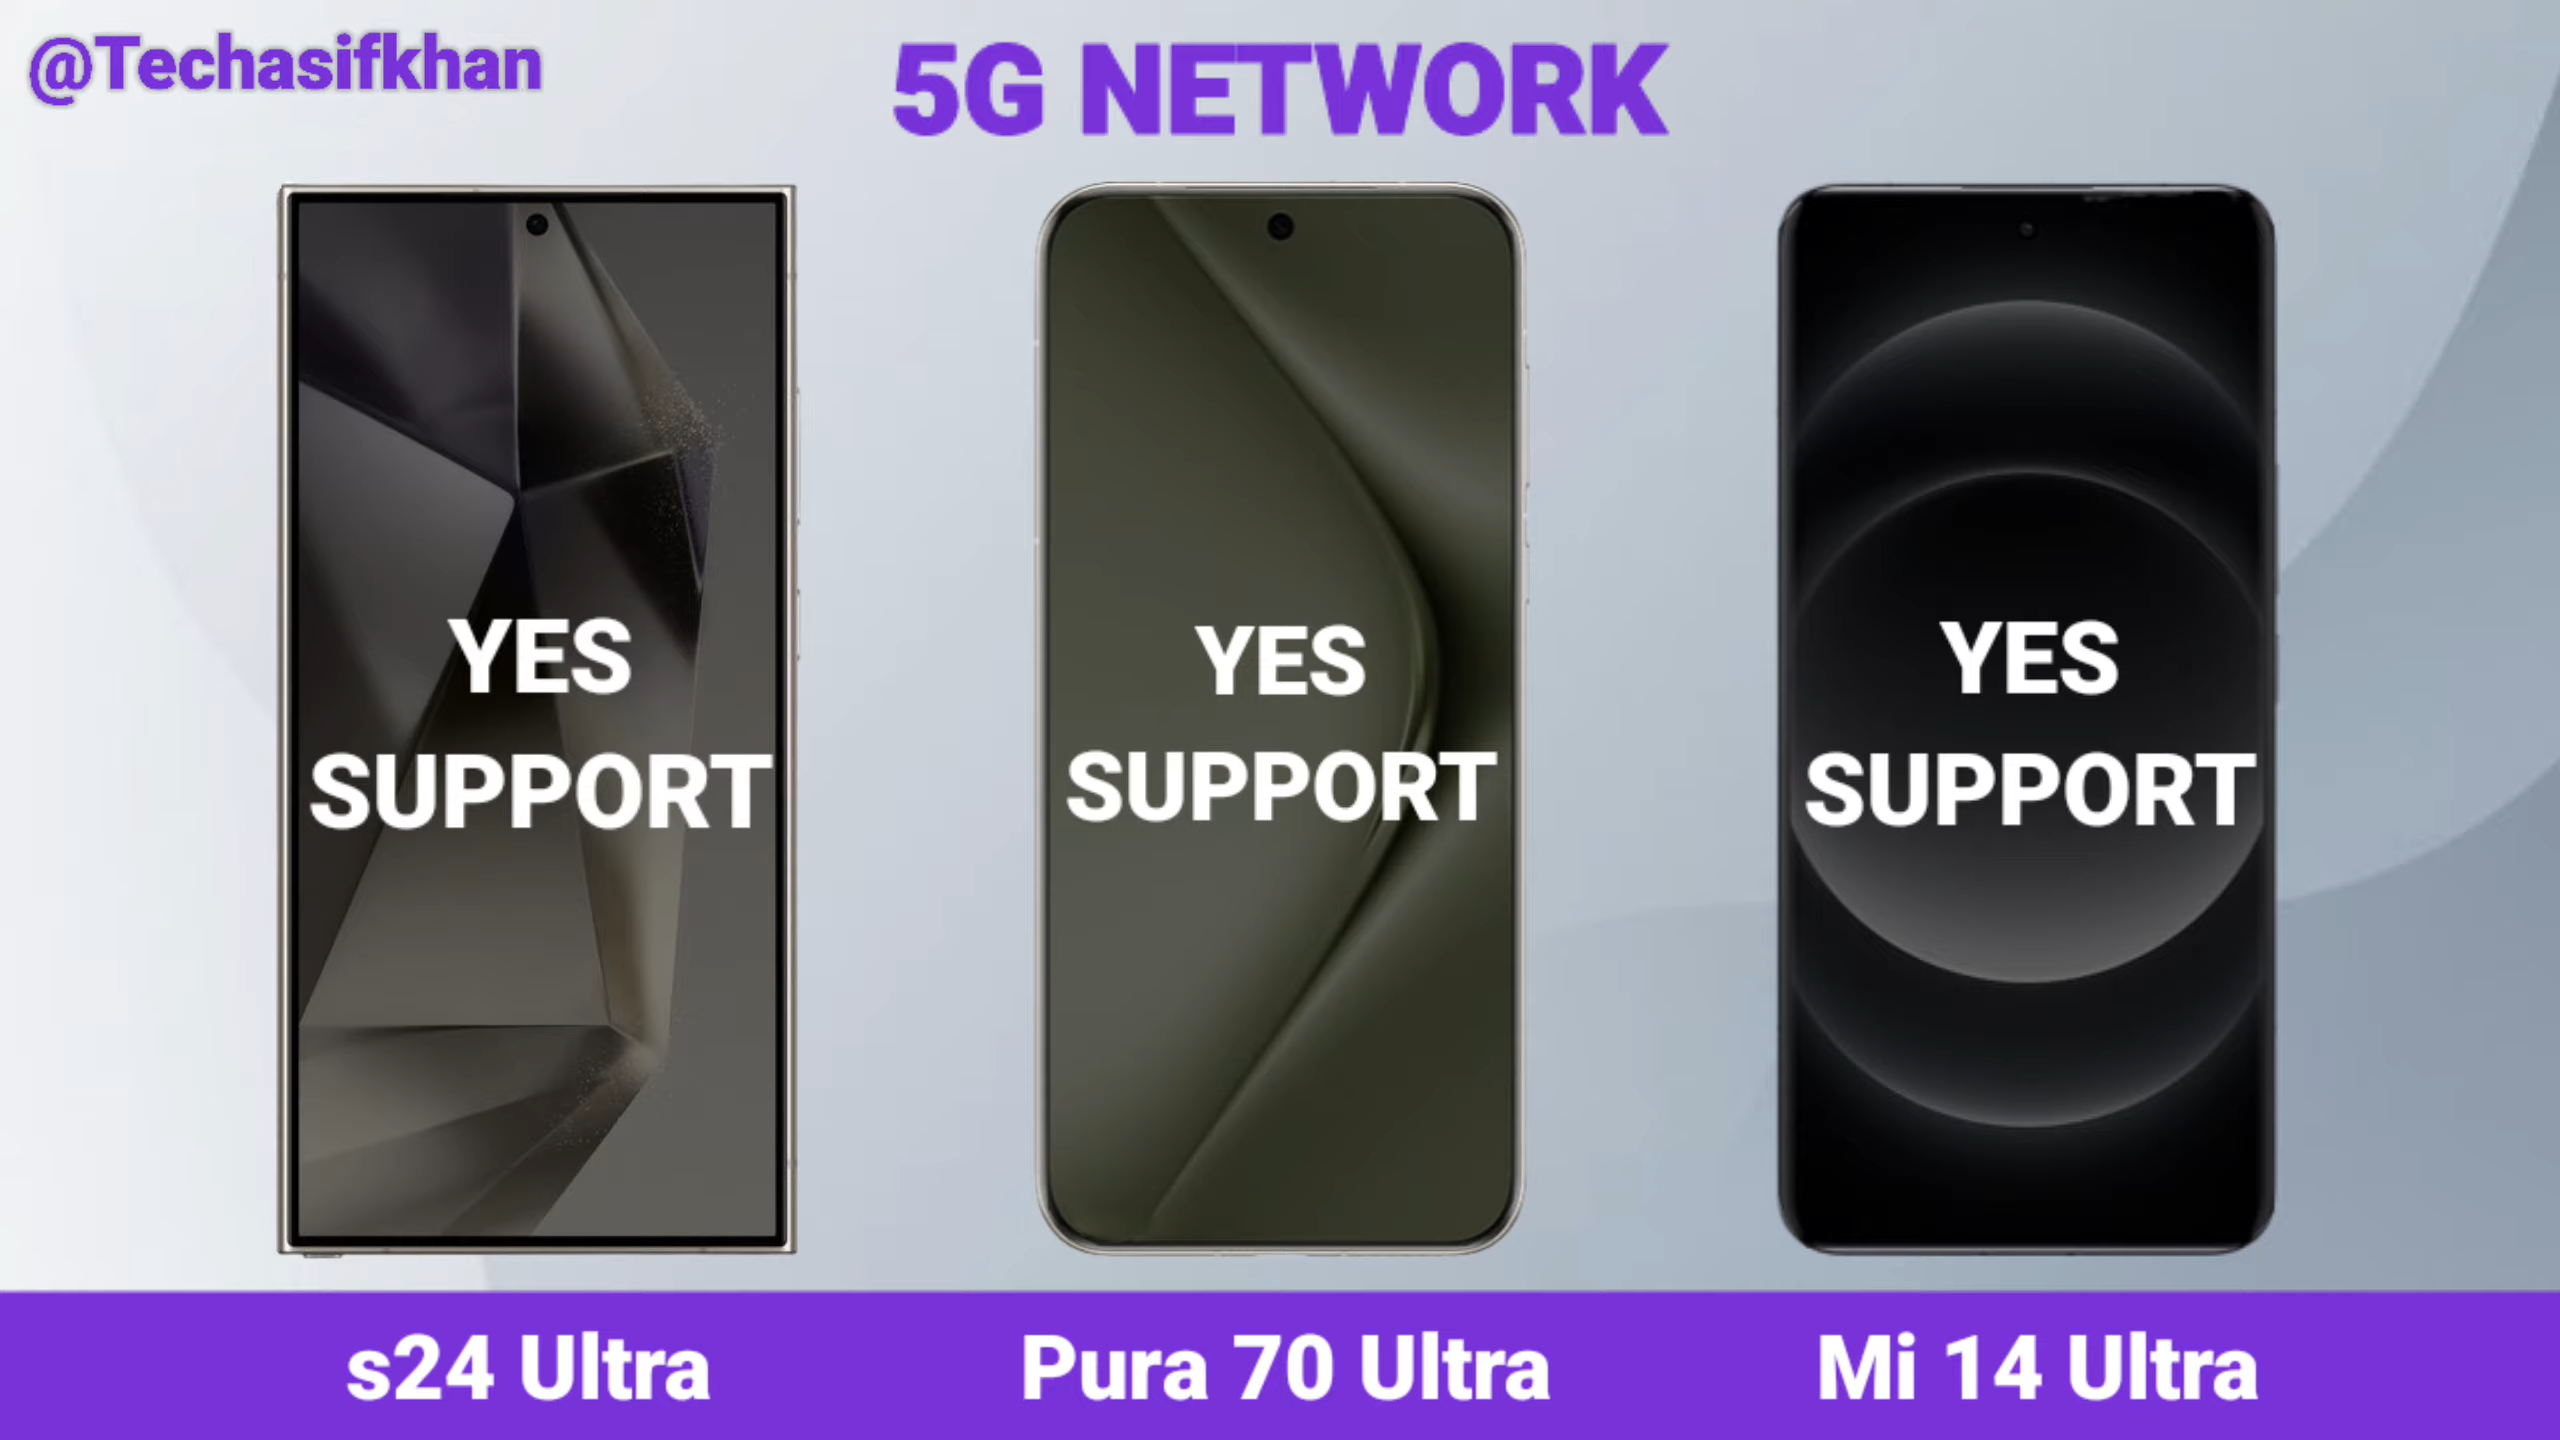 @Techasifkhan
5G NETWORK
YES
SUPPORT
YES
SUPPORT
YES
SUPPORT
s24 Ultra
Pura 70 Ultra
Mi 14 Ultra